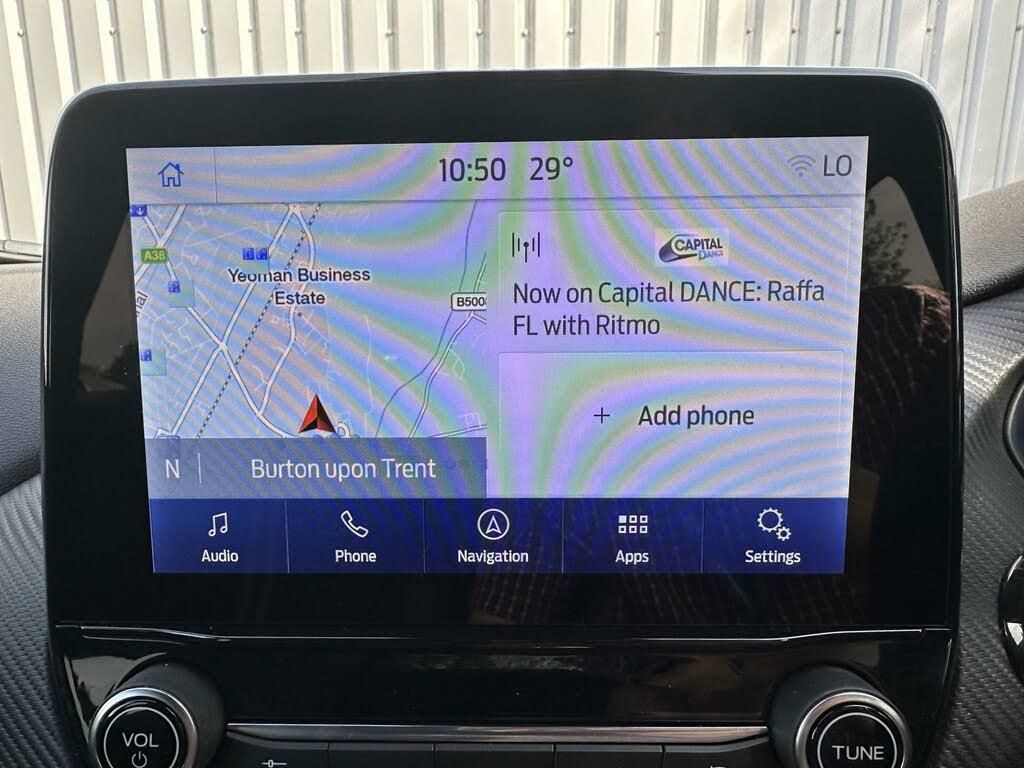 10:50 29° LO
A38
Yeoman Business
Estate
B500
CAPITAL
DANCE
Now on Capital DANCE: Raffa
FL with Ritmo
+ Add phone
N Burton upon Trent
Audio Phone Navigation Apps Settings
VOL
TUNE